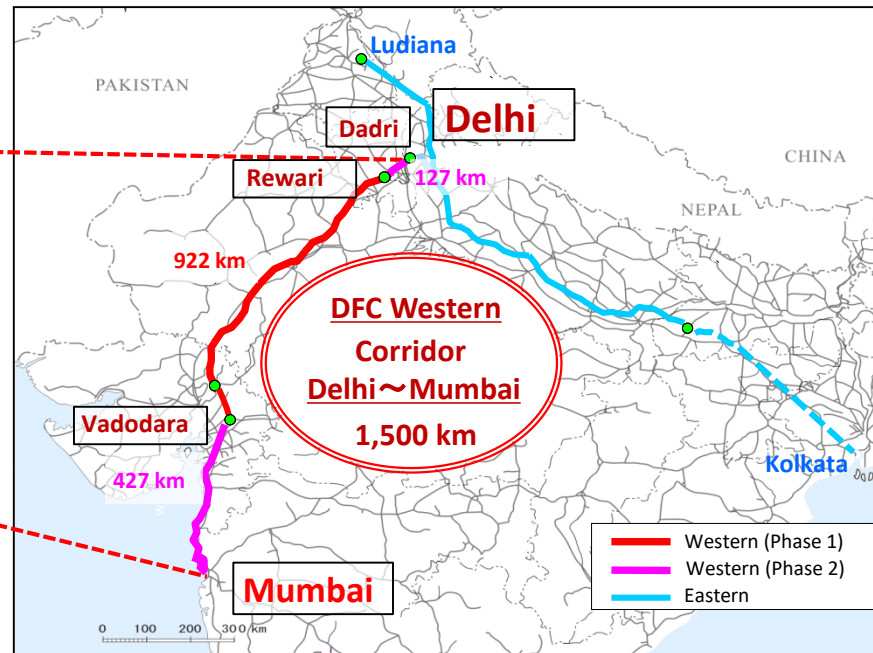 Ludiana
PAKISTAN
Dadri
Delhi
CHINA
Rewari
127 km
NEPAL
922 km
DFC Western
Corridor
Delhi～Mumbai
1,500 km
Vadodara
427 km
Kolkata
Western (Phase 1)
Western (Phase 2)
Eastern
Mumbai
0 100 200 300 km